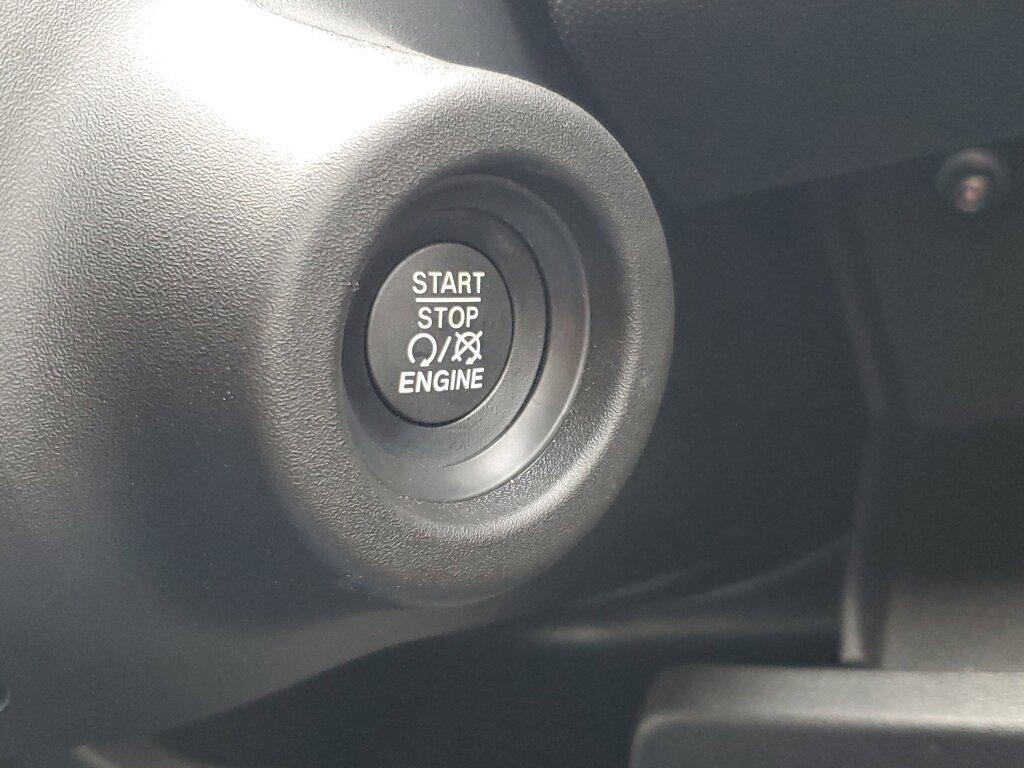 START
STOP
/
ENGINE